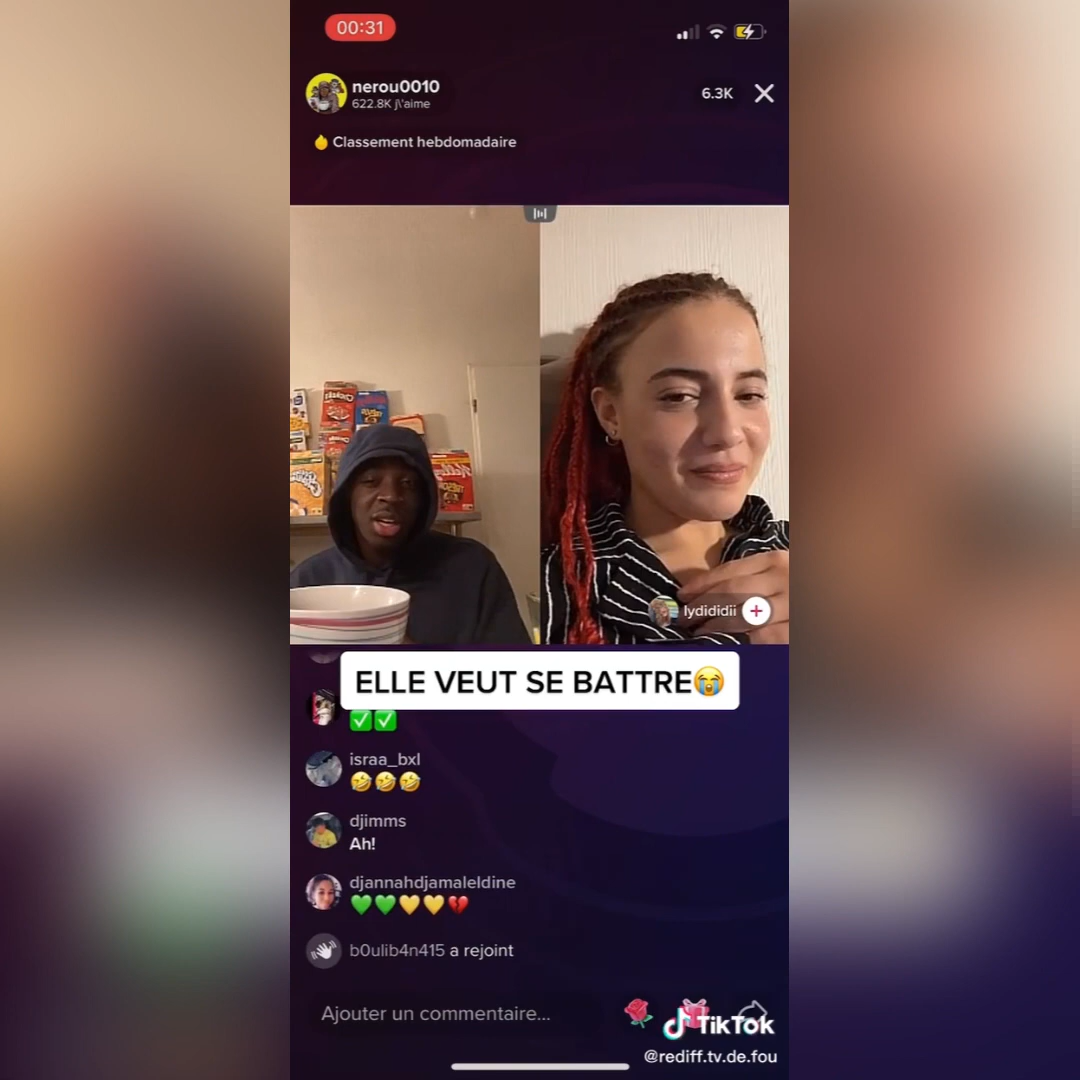 00:31
nerou0010
622.8K j\'aime
6.3K
Classement hebdomadaire
lydididii
ELLE VEUT SE BATTRE😭
✅✅
israa_bxl
🤣🤣🤣
djimms
Ah!
djannahdjamaleldine
💚💚💛💛💔
b0ulib4n415 a rejoint
Ajouter un commentaire...
TikTok
@rediff.tv.de.fou